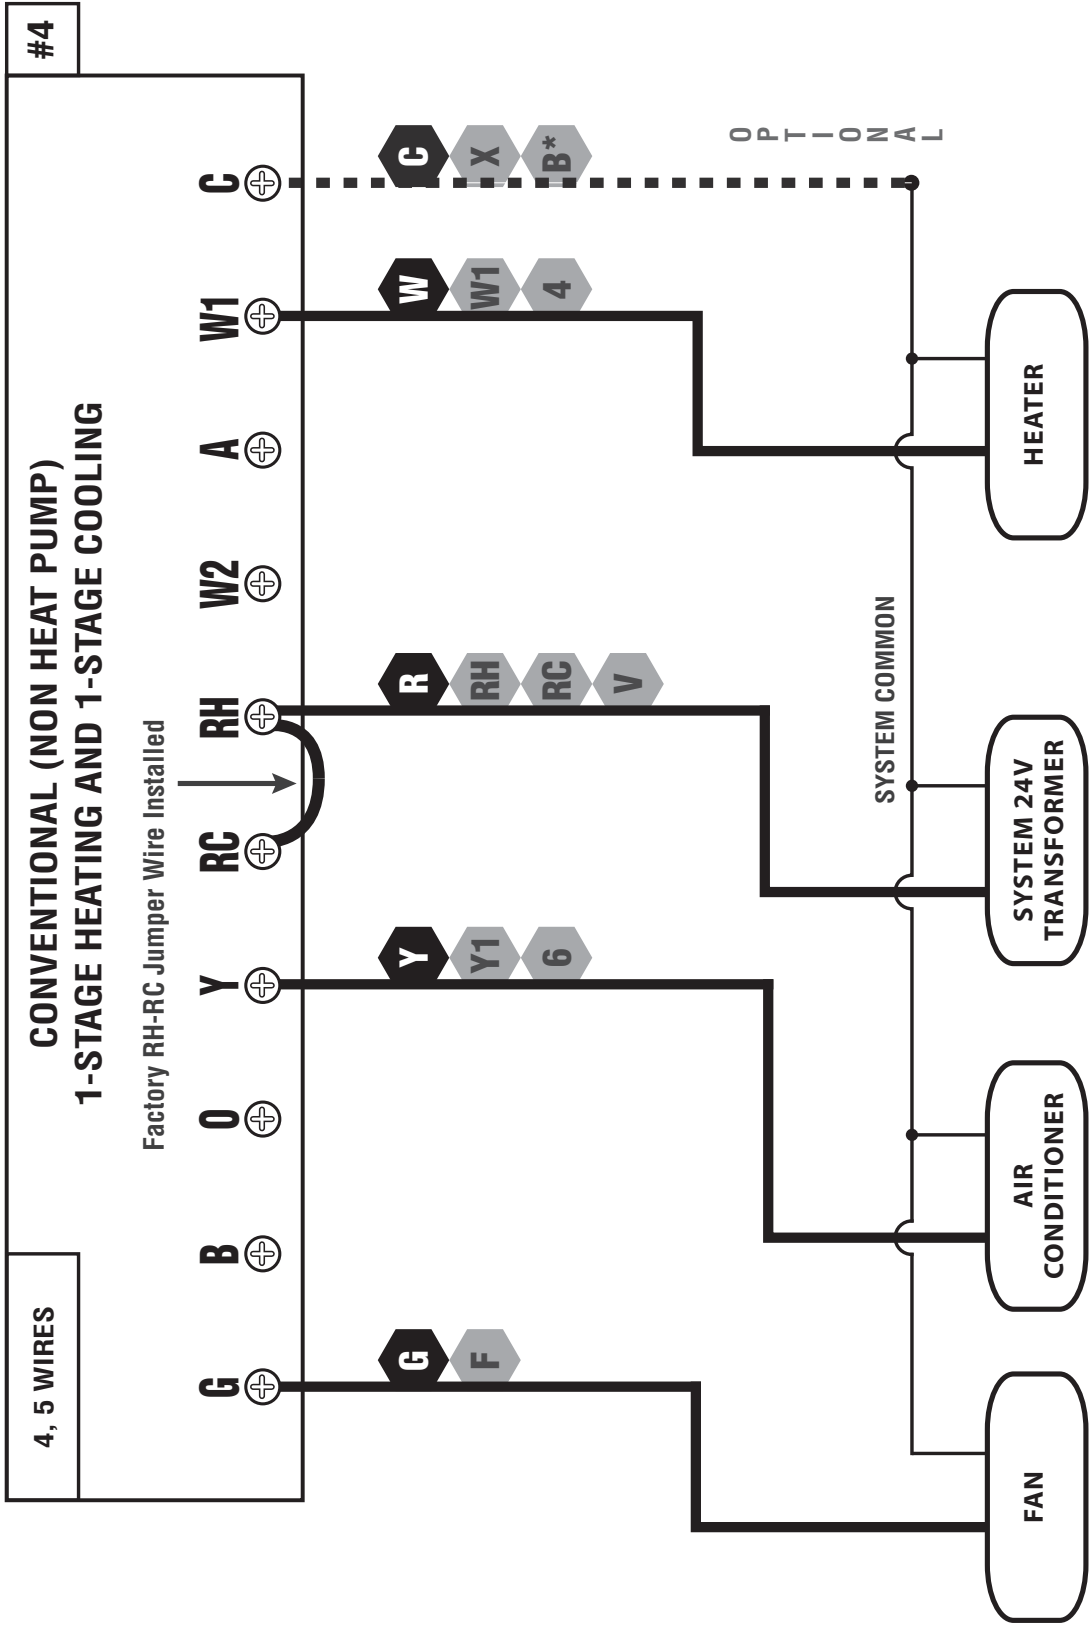 4, 5 WIRES
CONVENTIONAL (NON HEAT PUMP)
1-STAGE HEATING AND 1-STAGE COOLING
#4
Factory RH-RC Jumper Wire Installed
G B O Y RC RH W2 A W1 C
G Y R W C
F Y1 RH W1 X
6 RC 4 B*
V
OPTIONAL
SYSTEM COMMON
FAN
AIR
CONDITIONER
SYSTEM 24V
TRANSFORMER
HEATER